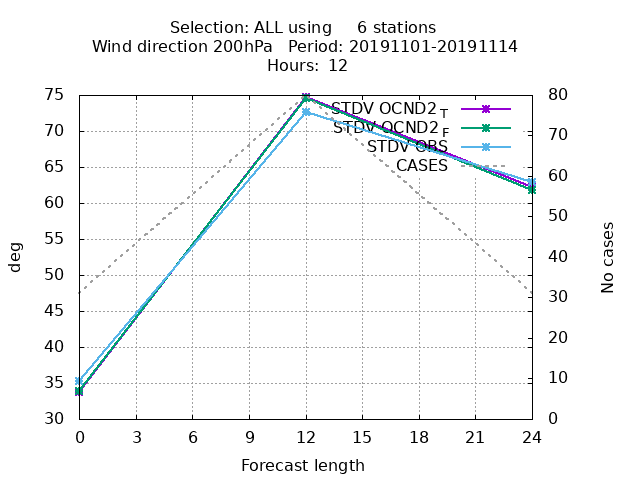 Selection: ALL using     6 stations
Wind direction 200hPa   Period: 20191101-20191114
Hours:  12
75 80
STDV OCND2 T
70 70
STDV OCND2 F
STDV OBS
65 60
CASES
60 50
55
50 40
45 30
40 20
35 10
30 0
deg
No cases
0 3 6 9 12 15 18 21 24
Forecast length